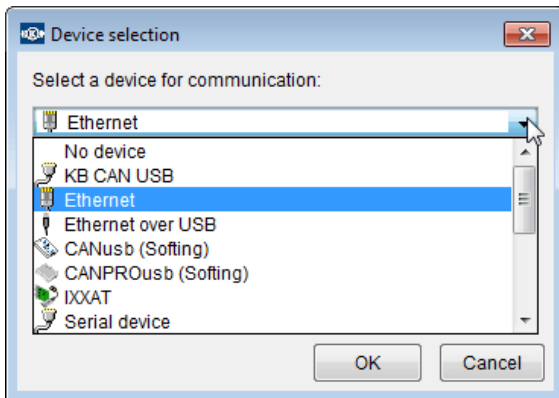 Device selection
Select a device for communication:
Ethernet
No device
KB CAN USB
Ethernet
Ethernet over USB
CANusb (Softing)
CANPROusb (Softing)
IXXAT
Serial device
OK Cancel